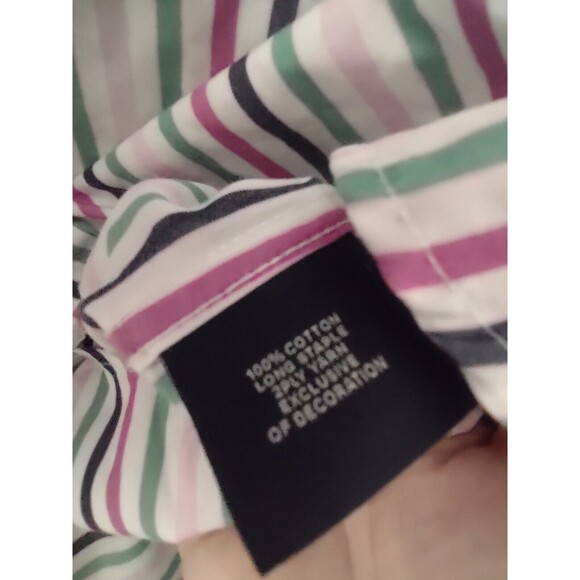 100% COTTON
LONG STAPLE
2PLY YARN
EXCLUSIVE
OF DECORATION